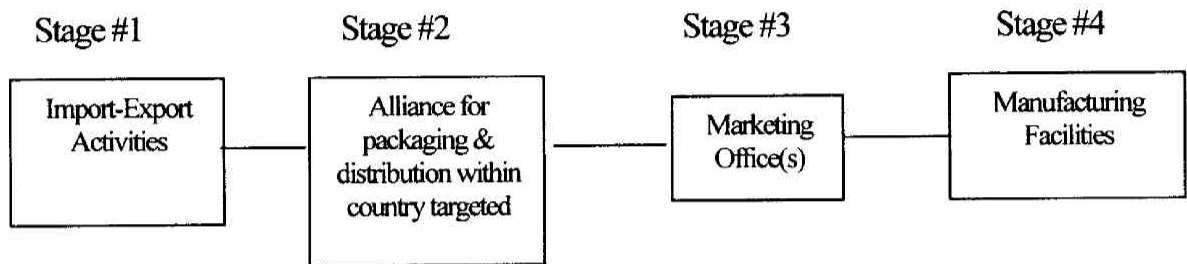 Stage #1
Stage #2
Stage #3
Stage #4
Import-Export
Activities
Alliance for
packaging &
distribution within
country targeted
Marketing
Office(s)
Manufacturing
Facilities